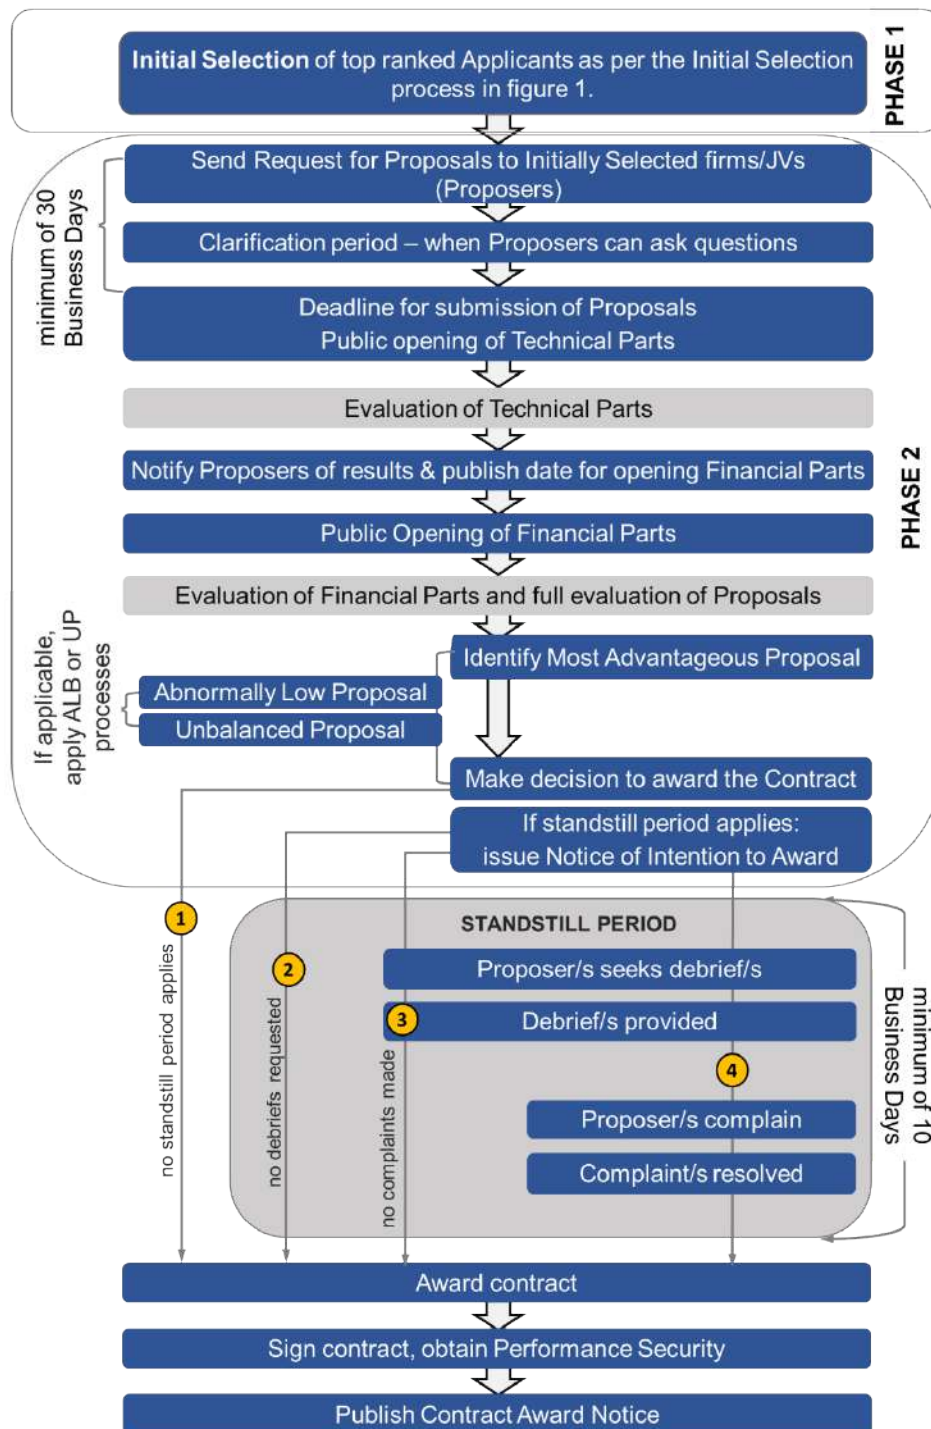 Initial Selection of top ranked Applicants as per the Initial Selection
process in figure 1.
PHASE 1
Send Request for Proposals to Initially Selected firms/JVs
(Proposers)
minimum of 30
Business Days
Clarification period – when Proposers can ask questions
Deadline for submission of Proposals
Public opening of Technical Parts
Evaluation of Technical Parts
Notify Proposers of results & publish date for opening Financial Parts
PHASE 2
Public Opening of Financial Parts
Evaluation of Financial Parts and full evaluation of Proposals
Identify Most Advantageous Proposal
If applicable,
apply ALB or UP
processes
Abnormally Low Proposal
Unbalanced Proposal
Make decision to award the Contract
If standstill period applies:
issue Notice of Intention to Award
1
no standstill period applies
STANDSTILL PERIOD
2
no debriefs requested
Proposer/s seeks debrief/s
3
no complaints made
Debrief/s provided
4
Proposer/s complain
Complaint/s resolved
minimum of 10
Business Days
Award contract
Sign contract, obtain Performance Security
Publish Contract Award Notice